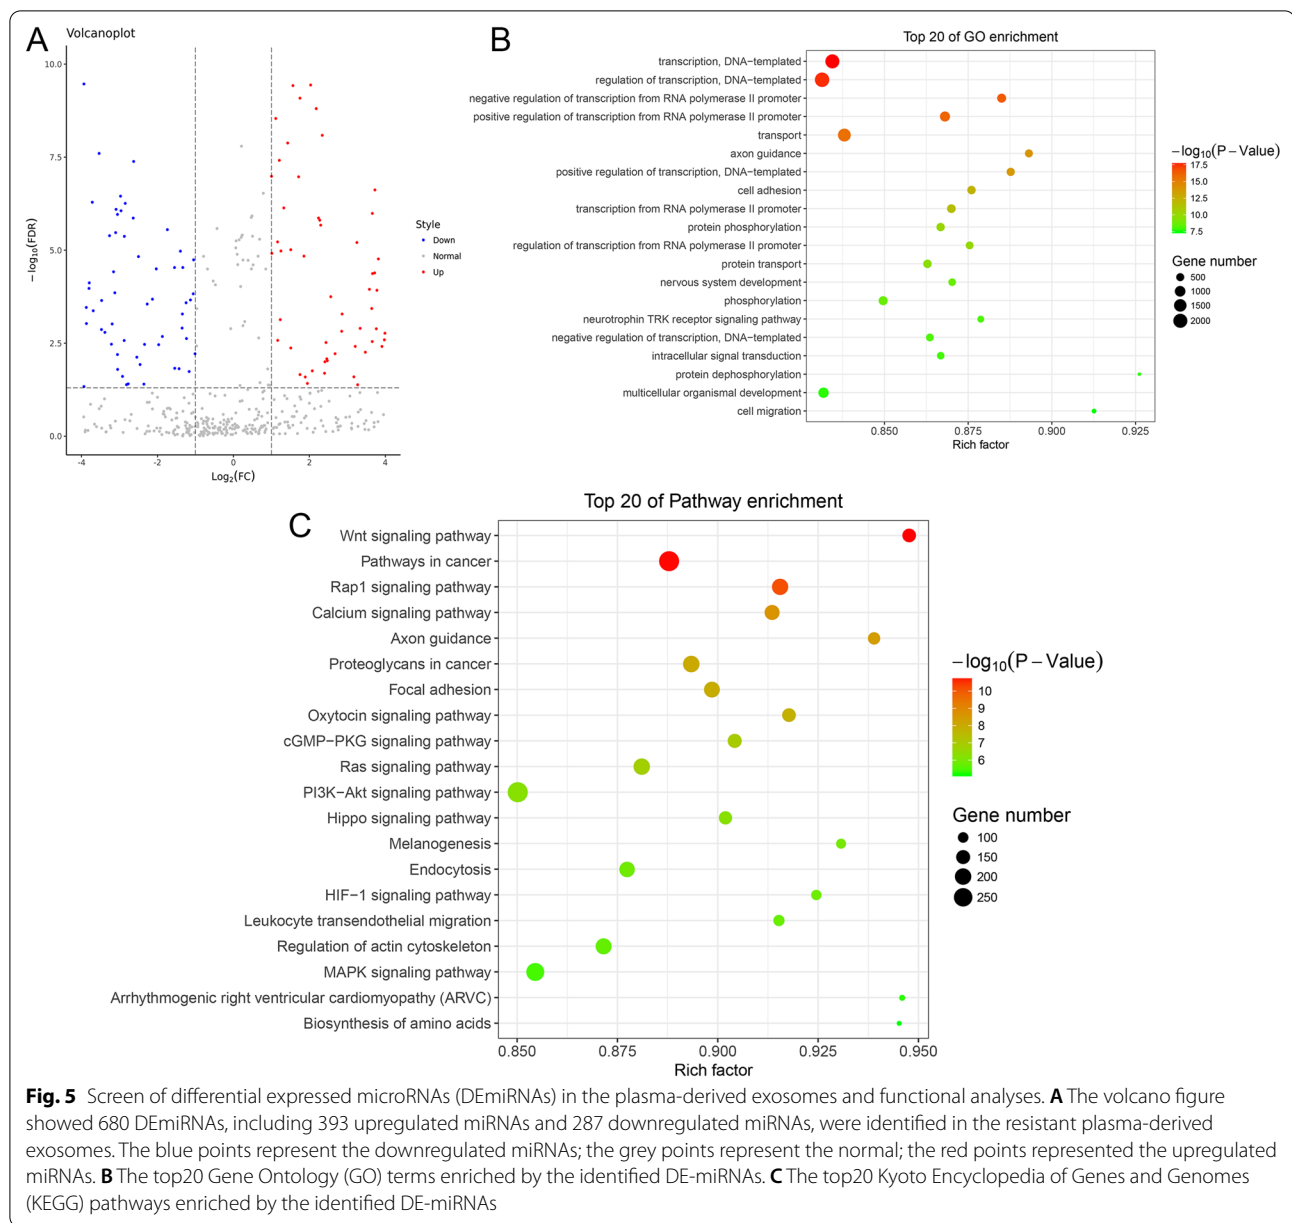 A
Volcanoplot
10.0
7.5
5.0
2.5
0.0
−log10(FDR)
-4
-2
0
2
4
Log2(FC)
Style
Down
Normal
Up
B
Top 20 of GO enrichment
transcription, DNA−templated
regulation of transcription, DNA−templated
negative regulation of transcription from RNA polymerase II promoter
positive regulation of transcription from RNA polymerase II promoter
transport
axon guidance
positive regulation of transcription, DNA−templated
cell adhesion
transcription from RNA polymerase II promoter
protein phosphorylation
regulation of transcription from RNA polymerase II promoter
protein transport
nervous system development
phosphorylation
neurotrophin TRK receptor signaling pathway
negative regulation of transcription, DNA−templated
intracellular signal transduction
protein dephosphorylation
multicellular organismal development
cell migration
0.850
0.875
0.900
0.925
Rich factor
−log10(P−Value)
17.5
15.0
12.5
10.0
7.5
Gene number
500
1000
1500
2000
C
Top 20 of Pathway enrichment
Wnt signaling pathway
Pathways in cancer
Rap1 signaling pathway
Calcium signaling pathway
Axon guidance
Proteoglycans in cancer
Focal adhesion
Oxytocin signaling pathway
cGMP−PKG signaling pathway
Ras signaling pathway
PI3K−Akt signaling pathway
Hippo signaling pathway
Melanogenesis
Endocytosis
HIF−1 signaling pathway
Leukocyte transendothelial migration
Regulation of actin cytoskeleton
MAPK signaling pathway
Arrhythmogenic right ventricular cardiomyopathy (ARVC)
Biosynthesis of amino acids
0.850
0.875
0.900
0.925
0.950
Rich factor
−log10(P−Value)
10
9
8
7
6
Gene number
100
150
200
250
Fig. 5 Screen of differential expressed microRNAs (DEmiRNAs) in the plasma-derived exosomes and functional analyses. A The volcano figure
showed 680 DEmiRNAs, including 393 upregulated miRNAs and 287 downregulated miRNAs, were identified in the resistant plasma-derived
exosomes. The blue points represent the downregulated miRNAs; the grey points represent the normal; the red points represented the upregulated
miRNAs. B The top20 Gene Ontology (GO) terms enriched by the identified DE-miRNAs. C The top20 Kyoto Encyclopedia of Genes and Genomes
(KEGG) pathways enriched by the identified DE-miRNAs